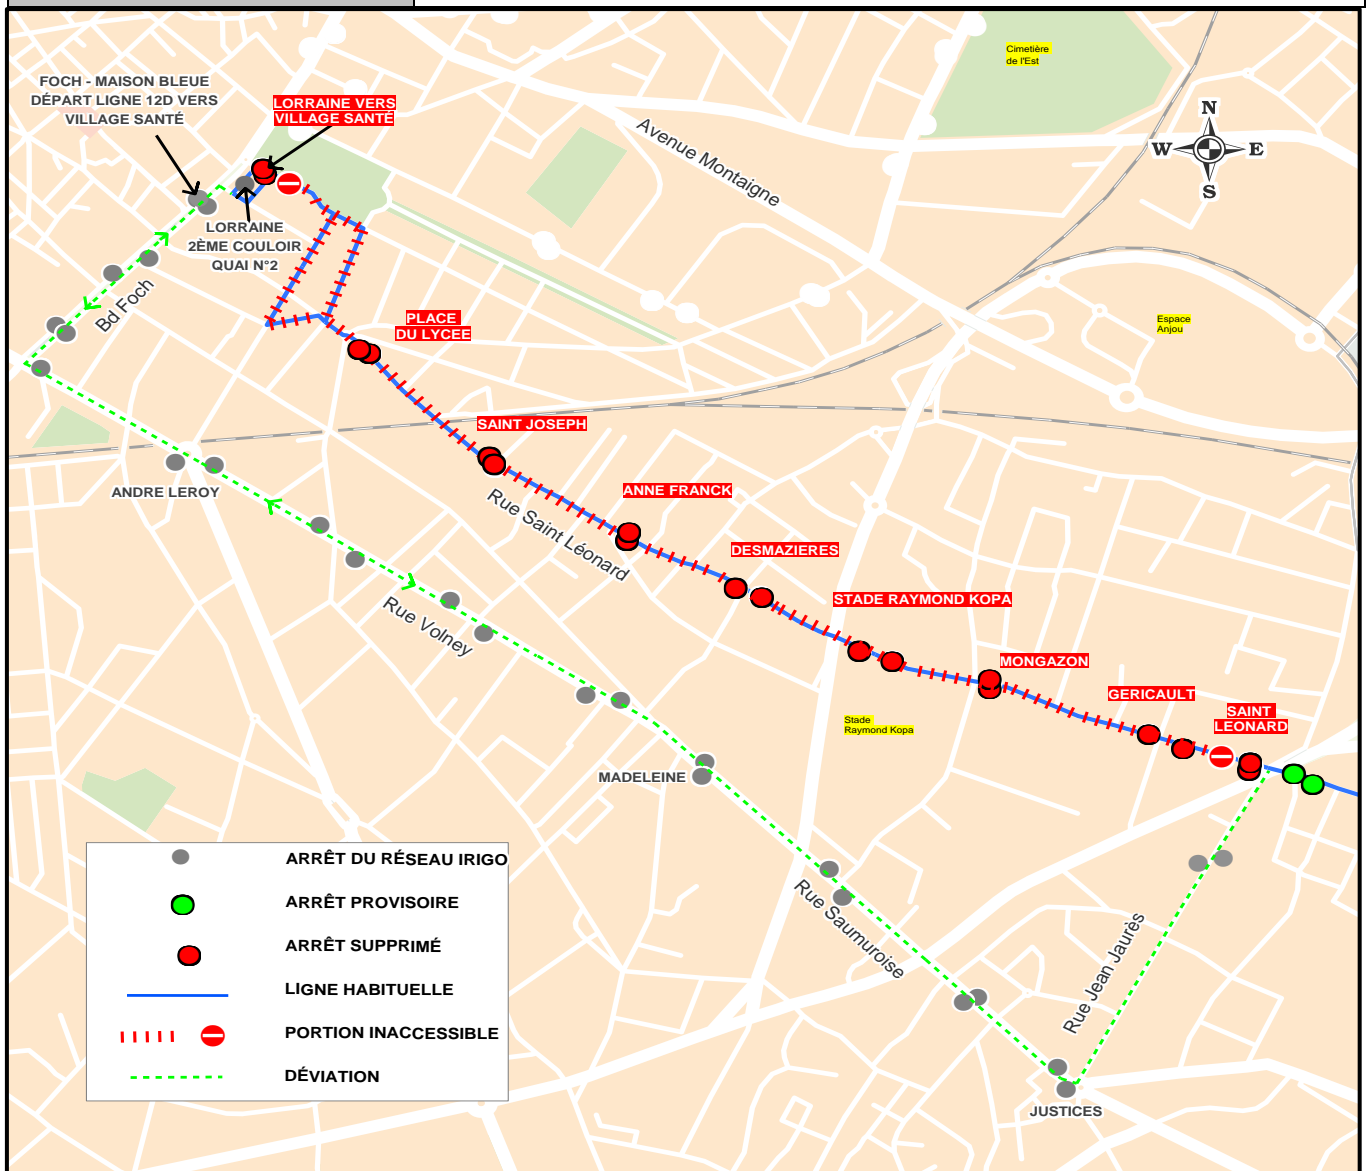 Cimetière
de l'Est
FOCH - MAISON BLEUE
DÉPART LIGNE 12D VERS
VILLAGE SANTÉ
LORRAINE VERS
VILLAGE SANTÉ
Avenue Montaigne
N
W
E
S
LORRAINE
2ÈME COULOIR
QUAI N°2
Bd Foch
PLACE
DU LYCEE
Espace
Anjou
SAINT JOSEPH
ANDRE LEROY
Rue Saint Léonard
ANNE FRANCK
DESMAZIERES
Rue Volney
STADE RAYMOND KOPA
MONGAZON
GERICAULT
SAINT
LEONARD
Stade
Raymond Kopa
MADELEINE
Rue Saumuroise
Rue Jean Jaurès
JUSTICES
ARRÊT DU RÉSEAU IRIGO
ARRÊT PROVISOIRE
ARRÊT SUPPRIMÉ
LIGNE HABITUELLE
PORTION INACCESSIBLE
DÉVIATION